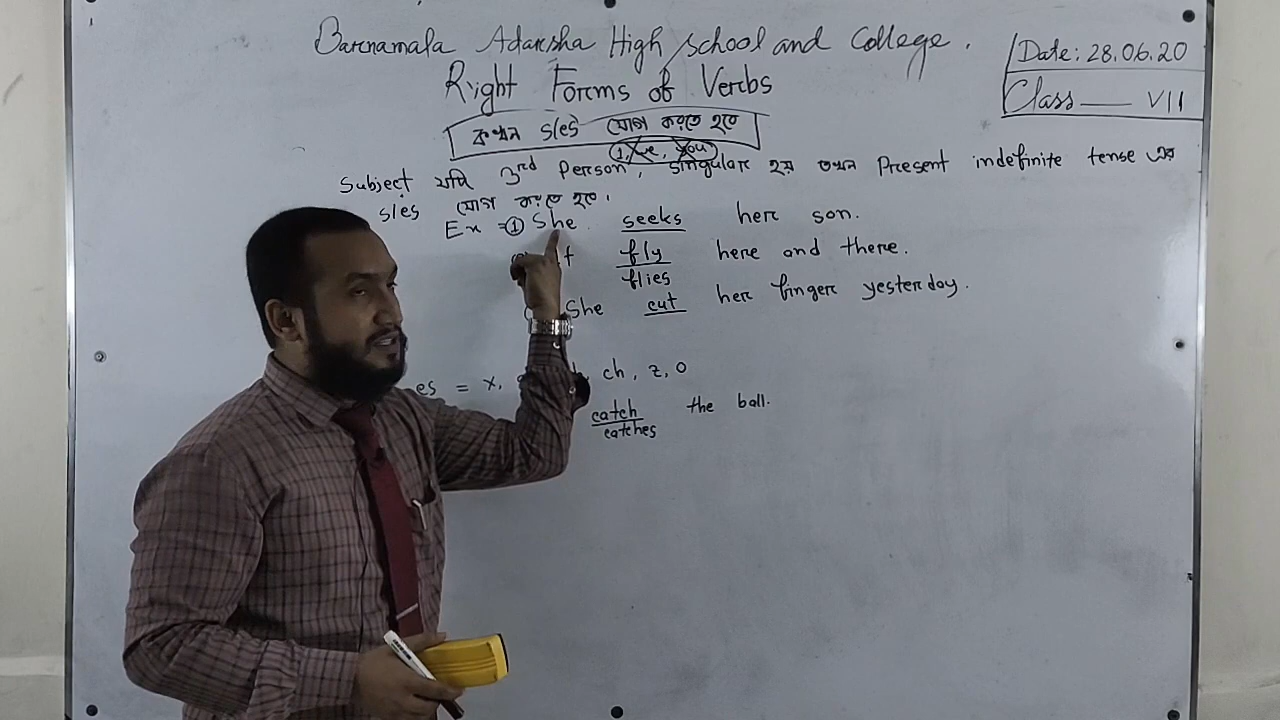 Barnamala Adarsha High School and College.
Date: 28.06.20
Class — VII
Right Forms of Verbs
কখন s/es যোগ করতে হবে
Subject যদি 3rd Person, singular হয় তখন Present indefinite tense এর
s/es যোগ করতে হবে।
Ex = ① She seeks her son.
fly here and there.
flies
She cut her finger yesterday.
es = x, ch, z, o
catch the ball.
catches